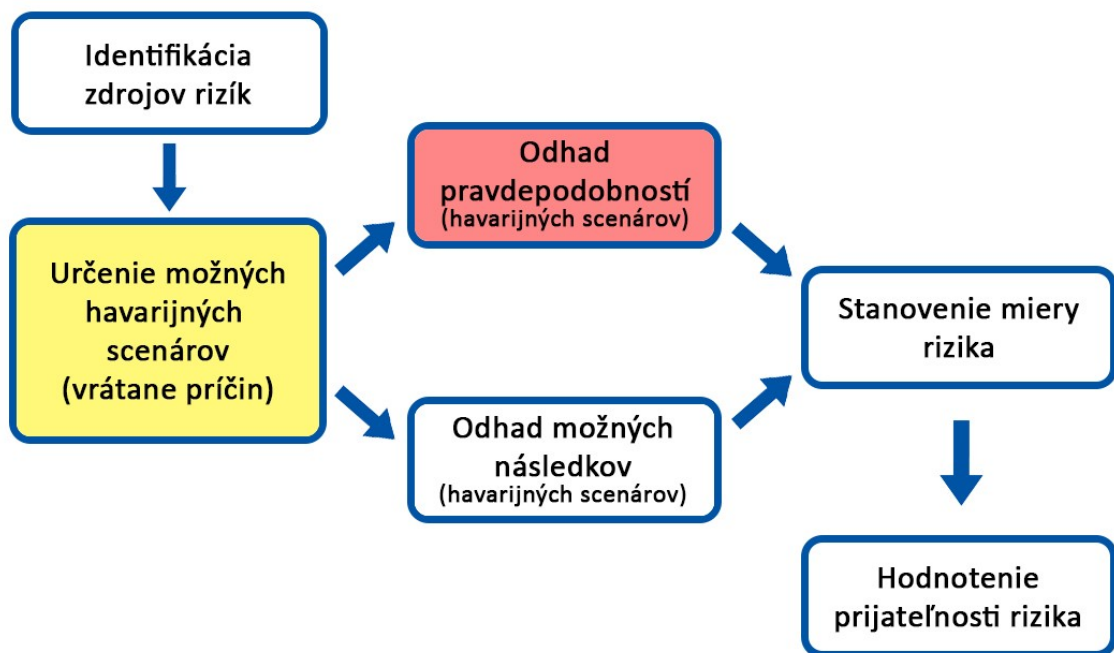 Identifikácia
zdrojov rizík
Určenie možných
havarijných
scenárov
(vrátane príčin)
Odhad
pravdepodobností
(havarijných scenárov)
Odhad možných
následkov
(havarijných scenárov)
Stanovenie miery
rizika
Hodnotenie
prijateľnosti rizika